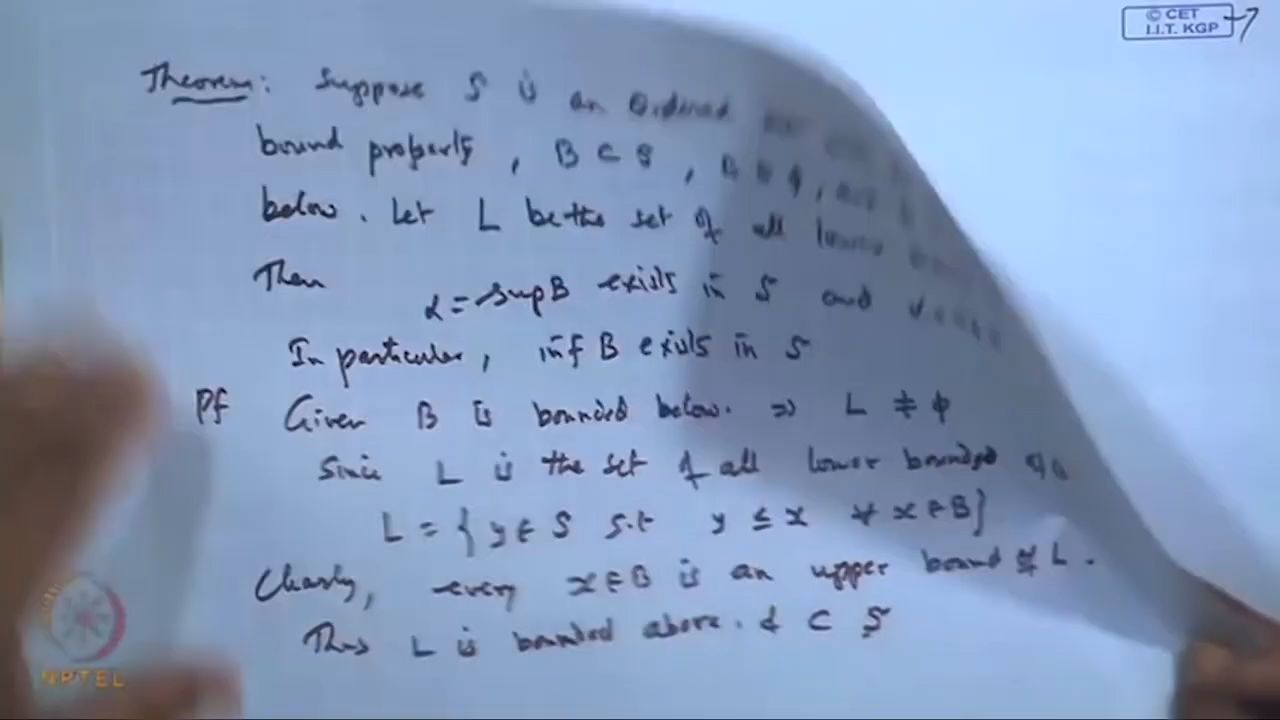 © CET
I.I.T. KGP
Theorem: Suppose S is an ordered
bound property, B ⊂ S,
below. Let L be the set of all lower
Then
α = Sup B exists in S and
In particular, inf B exists in S
Pf Given B is bounded below. ⇒ L ≠ φ
Since L is the set of all lower bounded
L = { y ∈ S s.t y ≤ x ∀ x ∈ B}
Clearly, every x ∈ B is an upper bound of L.
Thus L is bounded above. & ⊂ S
NPTEL